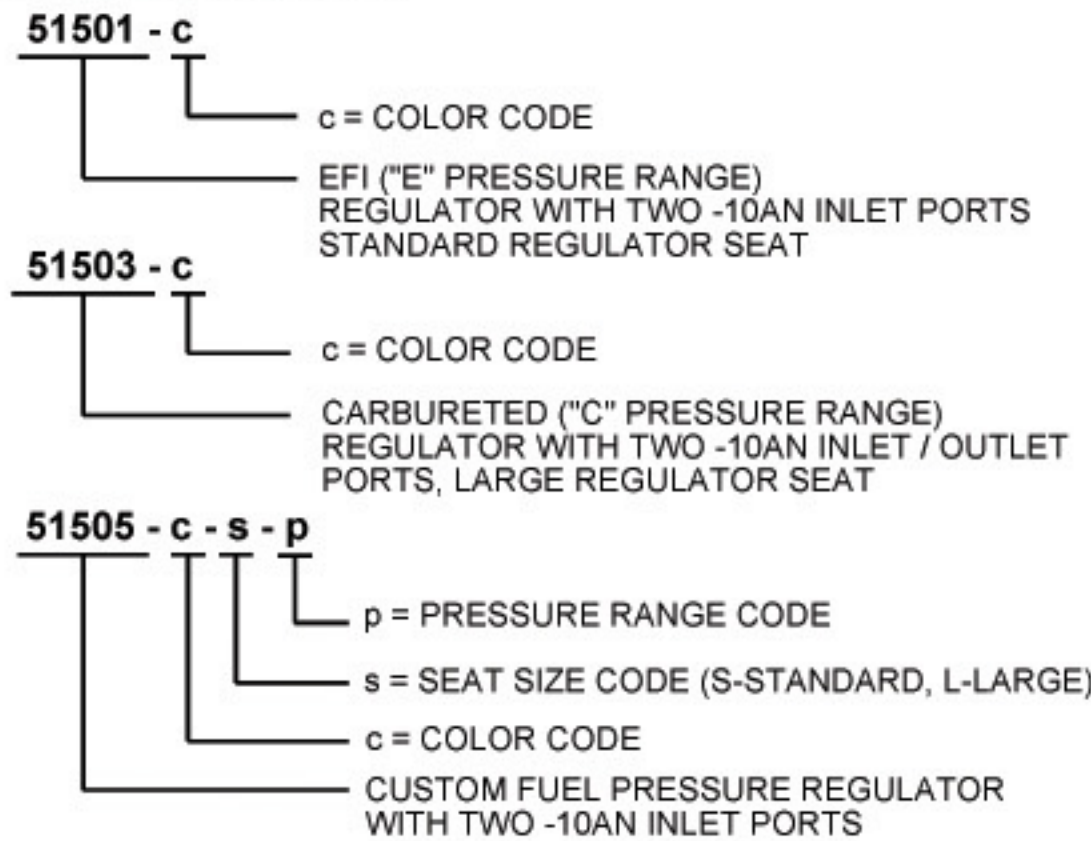 51501 - c
c = COLOR CODE
EFI ("E" PRESSURE RANGE)
REGULATOR WITH TWO -10AN INLET PORTS
STANDARD REGULATOR SEAT
51503 - c
c = COLOR CODE
CARBURETED ("C" PRESSURE RANGE)
REGULATOR WITH TWO -10AN INLET / OUTLET
PORTS, LARGE REGULATOR SEAT
51505 - c - s - p
p = PRESSURE RANGE CODE
s = SEAT SIZE CODE (S-STANDARD, L-LARGE)
c = COLOR CODE
CUSTOM FUEL PRESSURE REGULATOR
WITH TWO -10AN INLET PORTS